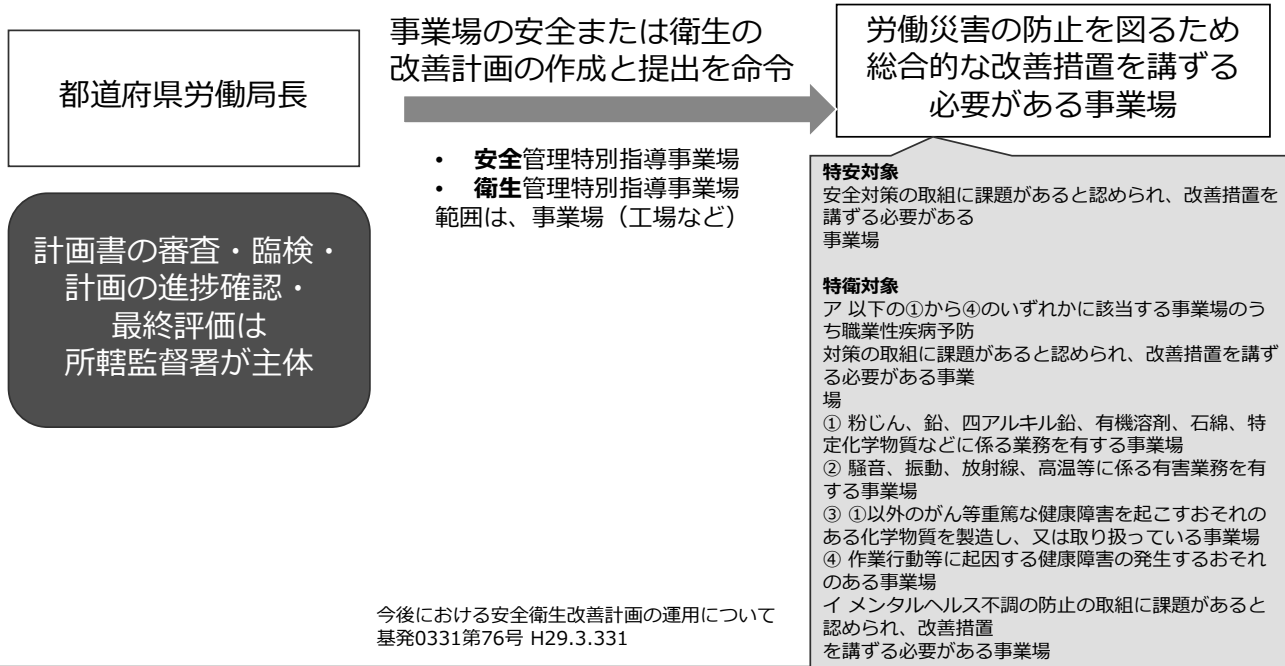 都道府県労働局長
事業場の安全または衛生の
改善計画の作成と提出を命令
労働災害の防止を図るため
総合的な改善措置を講ずる
必要がある事業場
• 安全管理特別指導事業場
• 衛生管理特別指導事業場
範囲は、事業場（工場など）
計画書の審査・臨検・
計画の進捗確認・
最終評価は
所轄監督署が主体
特安対象
安全対策の取組に課題があると認められ、改善措置を
講ずる必要がある
事業場
特衛対象
ア 以下の①から④のいずれかに該当する事業場のう
ち職業性疾病予防
対策の取組に課題があると認められ、改善措置を講ず
る必要がある事業
場
① 粉じん、鉛、四アルキル鉛、有機溶剤、石綿、特
定化学物質などに係る業務を有する事業場
② 騒音、振動、放射線、高温等に係る有害業務を有
する事業場
③ ①以外のがん等重篤な健康障害を起こすおそれの
ある化学物質を製造し、又は取り扱っている事業場
④ 作業行動等に起因する健康障害の発生するおそれ
のある事業場
イ メンタルヘルス不調の防止の取組に課題があると
認められ、改善措置
を講ずる必要がある事業場
今後における安全衛生改善計画の運用について
基発0331第76号 H29.3.331